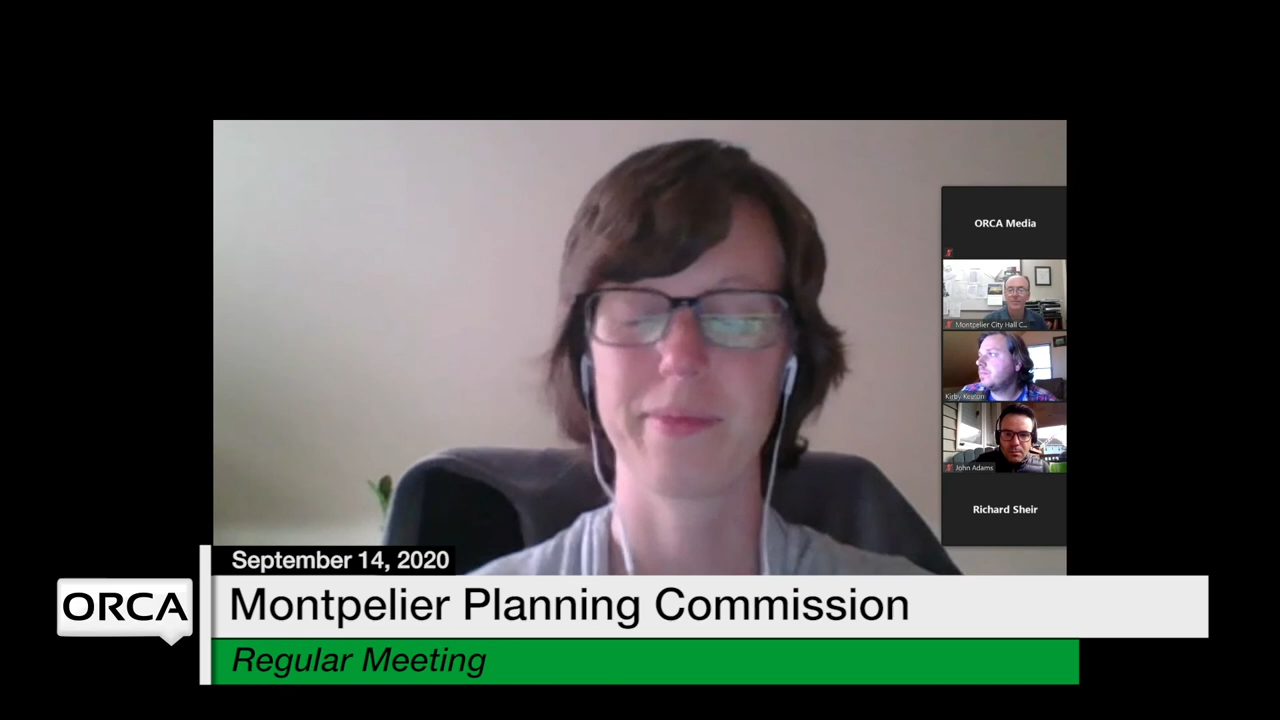 ORCA Media
Montpelier City Hall C...
Kirby Keeton
John Adams
Richard Sheir
September 14, 2020
ORCA
Montpelier Planning Commission
Regular Meeting